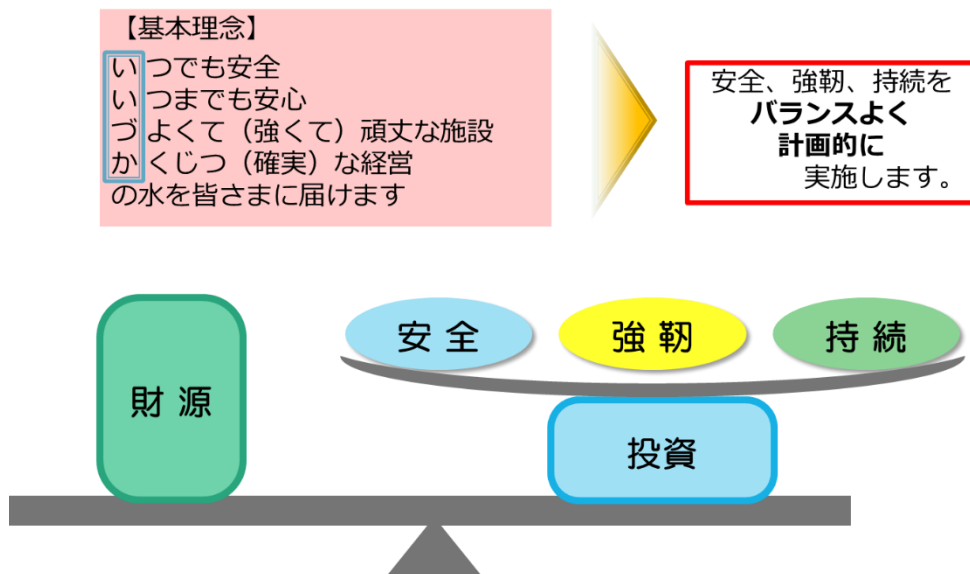 【基本理念】
いつでも安全
いつまでも安心
づよくて（強くて）頑丈な施設
かくじつ（確実）な経営
の水を皆さまに届けます
安全、強靭、持続を
バランスよく
計画的に
実施します。
安全
強靭
持続
財源
投資